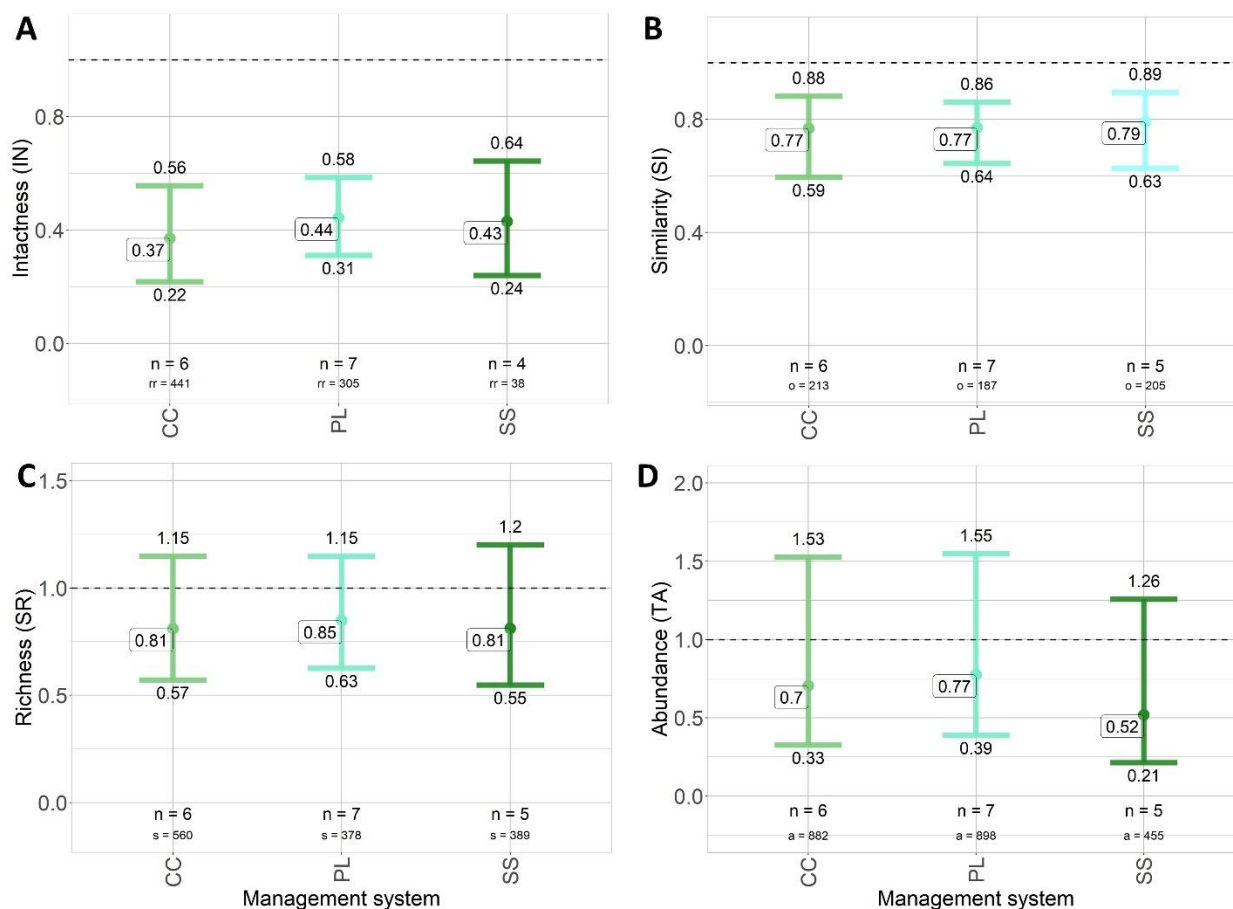 A
Intactness (IN)
0.8
0.4
0.0
0.56
0.37
0.22
0.58
0.44
0.31
0.64
0.43
0.24
n = 6
rr = 441
n = 7
rr = 305
n = 4
rr = 38
CC
PL
SS
B
Similarity (SI)
0.8
0.4
0.0
0.88
0.77
0.59
0.86
0.77
0.64
0.89
0.79
0.63
n = 6
o = 213
n = 7
o = 187
n = 5
o = 205
CC
PL
SS
C
Richness (SR)
1.5
1.0
0.5
0.0
1.15
0.81
0.57
1.15
0.85
0.63
1.2
0.81
0.55
n = 6
s = 560
n = 7
s = 378
n = 5
s = 389
CC
PL
SS
Management system
D
Abundance (TA)
2.0
1.5
1.0
0.5
0.0
1.53
0.7
0.33
1.55
0.77
0.39
1.26
0.52
0.21
n = 6
a = 882
n = 7
a = 898
n = 5
a = 455
CC
PL
SS
Management system